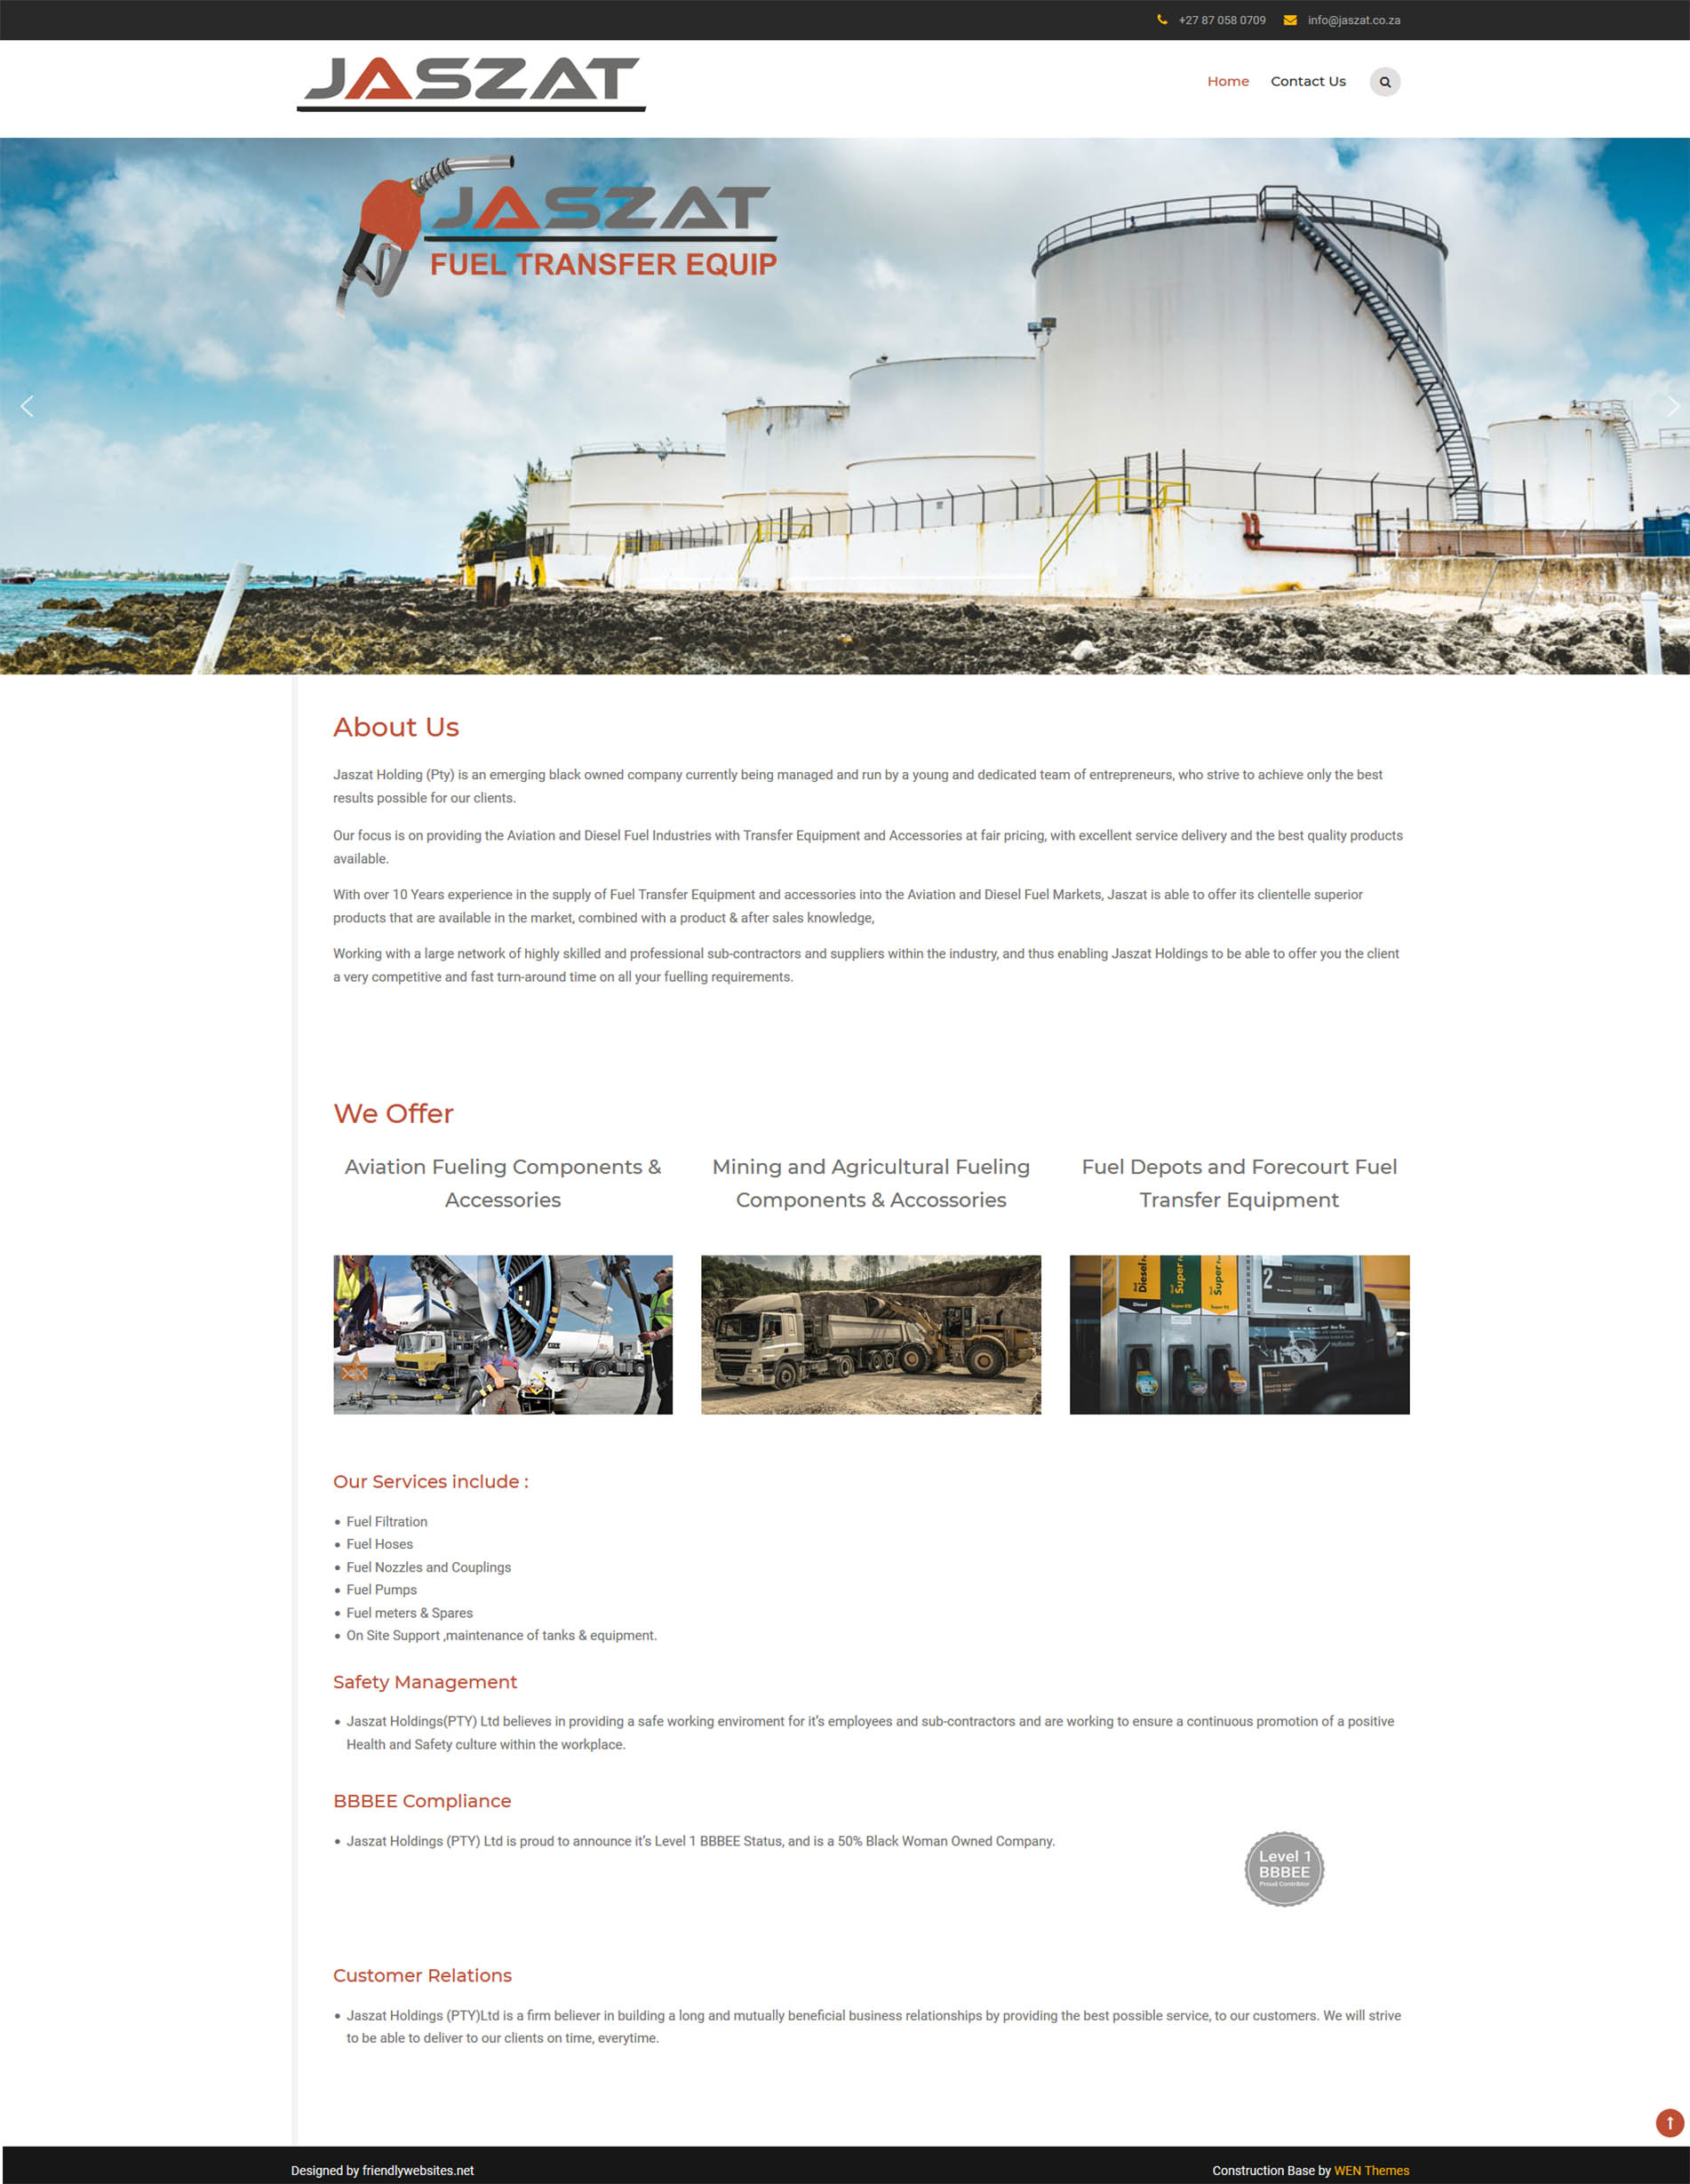 +27 87 058 0709 info@jaszat.co.za
JASZAT
Home Contact Us
JASZAT
FUEL TRANSFER EQUIP
About Us
Jaszat Holding (Pty) is an emerging black owned company currently being managed and run by a young and dedicated team of entrepreneurs, who strive to achieve only the best
results possible for our clients.
Our focus is on providing the Aviation and Diesel Fuel Industries with Transfer Equipment and Accessories at fair pricing, with excellent service delivery and the best quality products
available.
With over 10 Years experience in the supply of Fuel Transfer Equipment and accessories into the Aviation and Diesel Fuel Markets, Jaszat is able to offer its clientelle superior
products that are available in the market, combined with a product & after sales knowledge,
Working with a large network of highly skilled and professional sub-contractors and suppliers within the industry, and thus enabling Jaszat Holdings to be able to offer you the client
a very competitive and fast turn-around time on all your fuelling requirements.
We Offer
Aviation Fueling Components &
Accessories
Mining and Agricultural Fueling
Components & Accossories
Fuel Depots and Forecourt Fuel
Transfer Equipment
Diesel
Super
Super
2
Diesel
Our Services include :
• Fuel Filtration
• Fuel Hoses
• Fuel Nozzles and Couplings
• Fuel Pumps
• Fuel meters & Spares
• On Site Support ,maintenance of tanks & equipment.
Safety Management
• Jaszat Holdings(PTY) Ltd believes in providing a safe working enviroment for it's employees and sub-contractors and are working to ensure a continuous promotion of a positive
Health and Safety culture within the workplace.
BBBEE Compliance
• Jaszat Holdings (PTY) Ltd is proud to announce it's Level 1 BBBEE Status, and is a 50% Black Woman Owned Company.
Level 1
BBBEE
Proud Contribtor
Customer Relations
• Jaszat Holdings (PTY)Ltd is a firm believer in building a long and mutually beneficial business relationships by providing the best possible service, to our customers. We will strive
to be able to deliver to our clients on time, everytime.
Designed by friendlywebsites.net Construction Base by WEN Themes